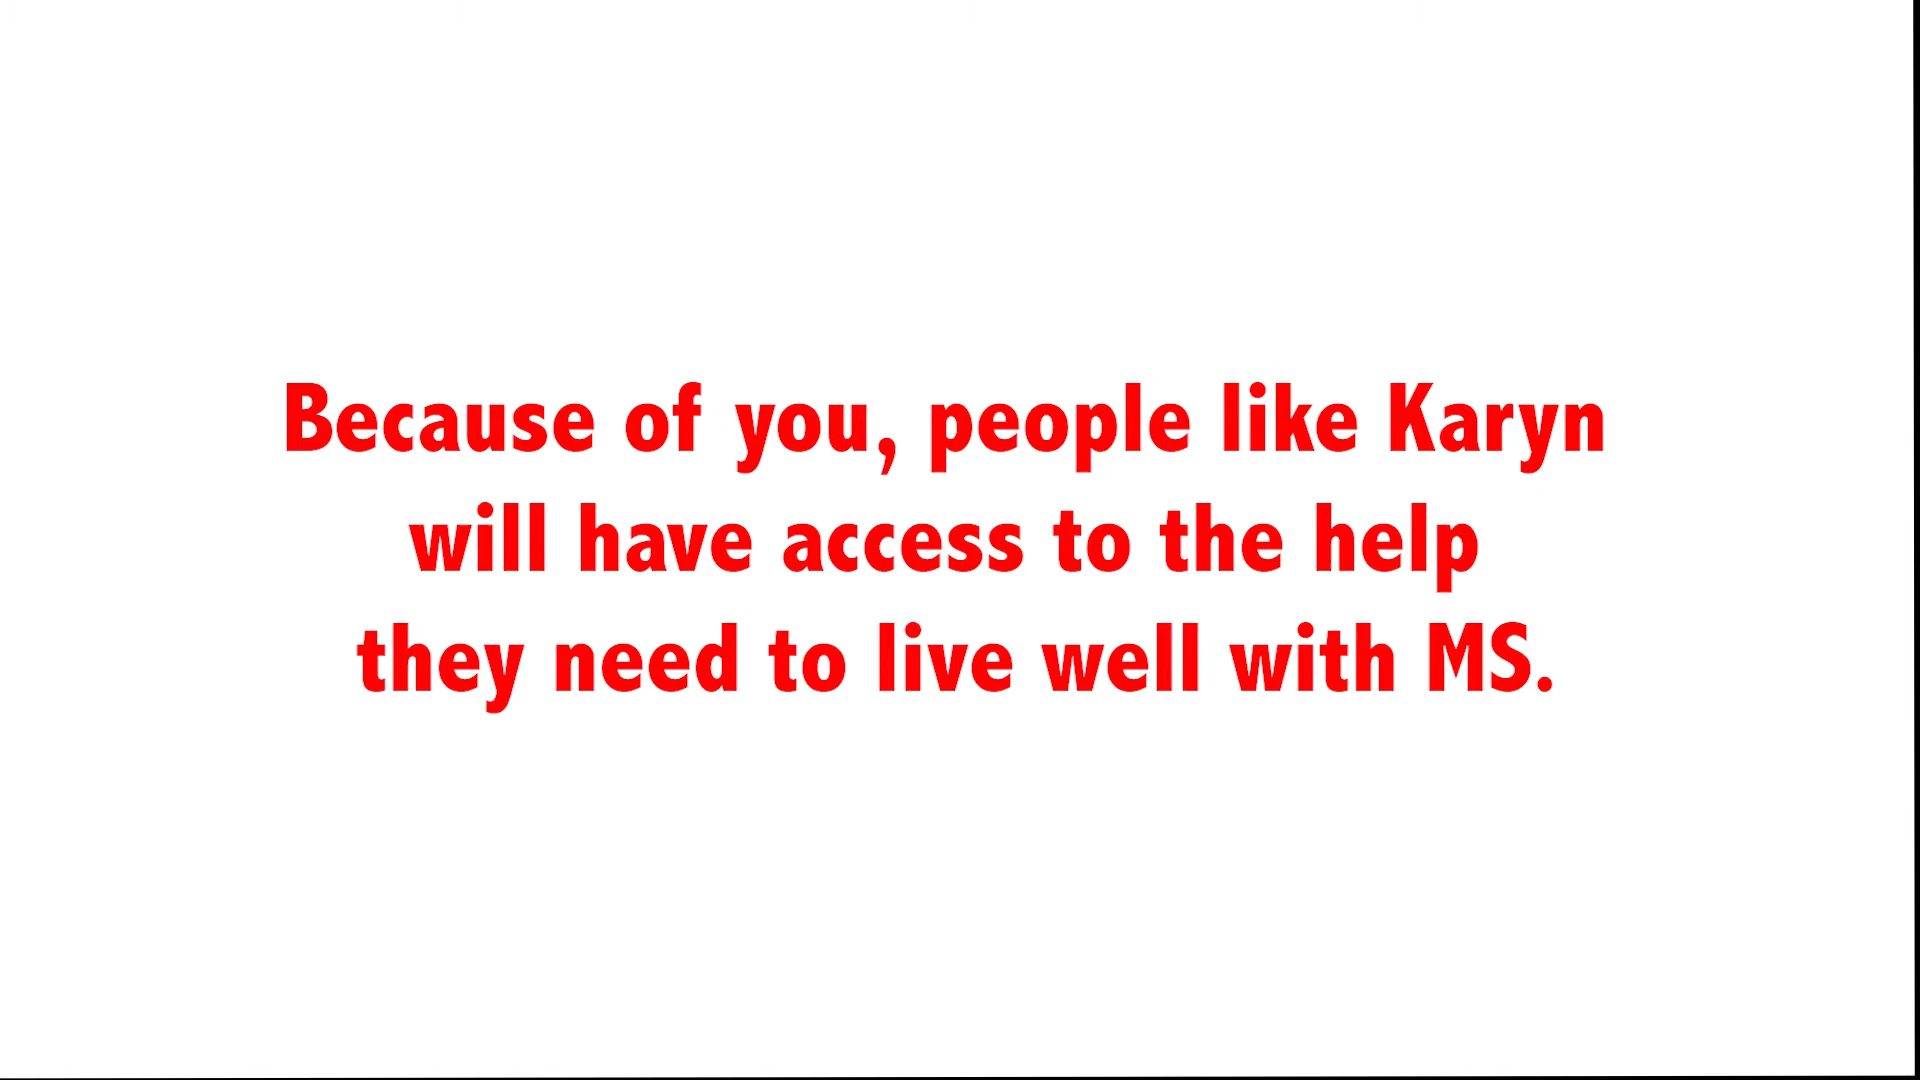 Because of you, people like Karyn
will have access to the help
they need to live well with MS.